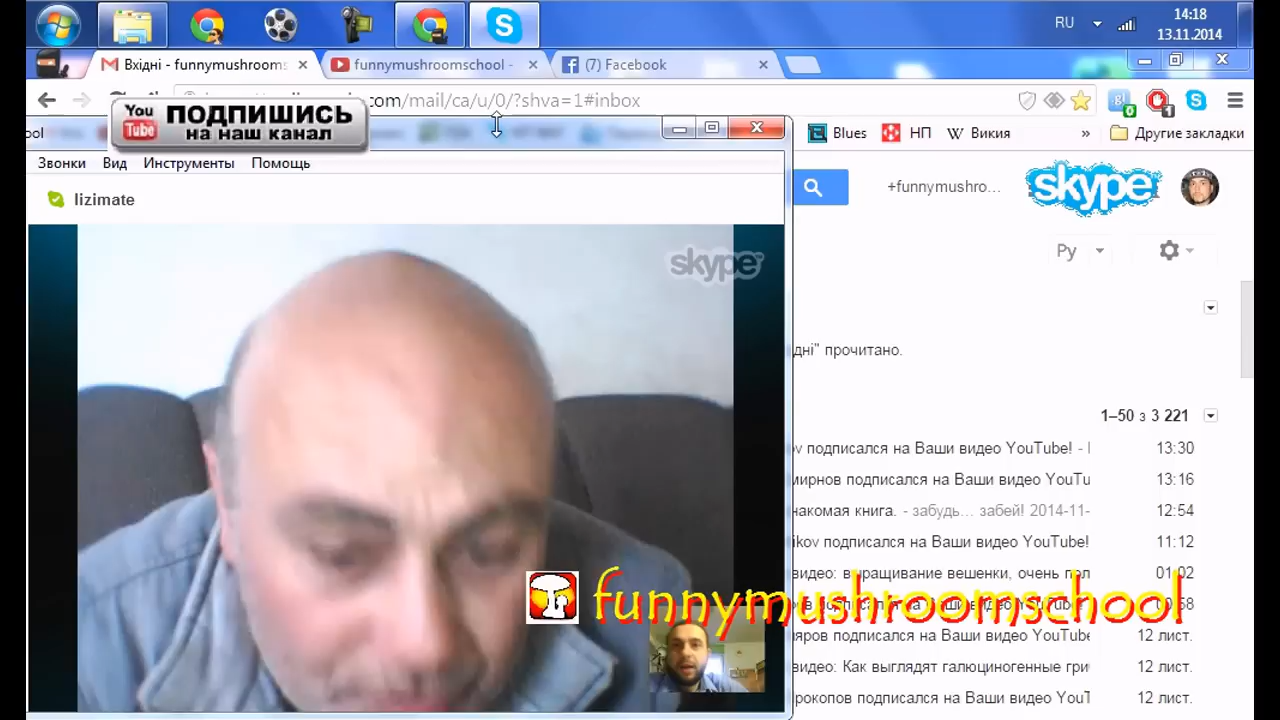 RU
14:18
13.11.2014
Вхідні - funnymushrooms
funnymushroomschool -
(7) Facebook
com/mail/ca/u/0/?shva=1#inbox
You
Tube
ПОДПИШИСЬ
на наш канал
0
1
Blues
НП
W Викия
»
Другие закладки
Звонки Вид Инструменты Помощь
lizimate
+funnymushro...
skype
skype
Ру
дні" прочитано.
1–50 з 3 221
подписался на Ваши видео YouTube! - 13:30
мирнов подписался на Ваши видео YouTu 13:16
накомая книга. - забудь... забей! 2014-11- 12:54
ikov подписался на Ваши видео YouTube! 11:12
видео: выращивание вешенки, очень 01:02
funnymushroomschool
на Ваши видео YouTube 12 лист.
видео: Как выглядят галюциногенные гри 12 лист.
рокопов подписался на Ваши видео YouT 12 лист.